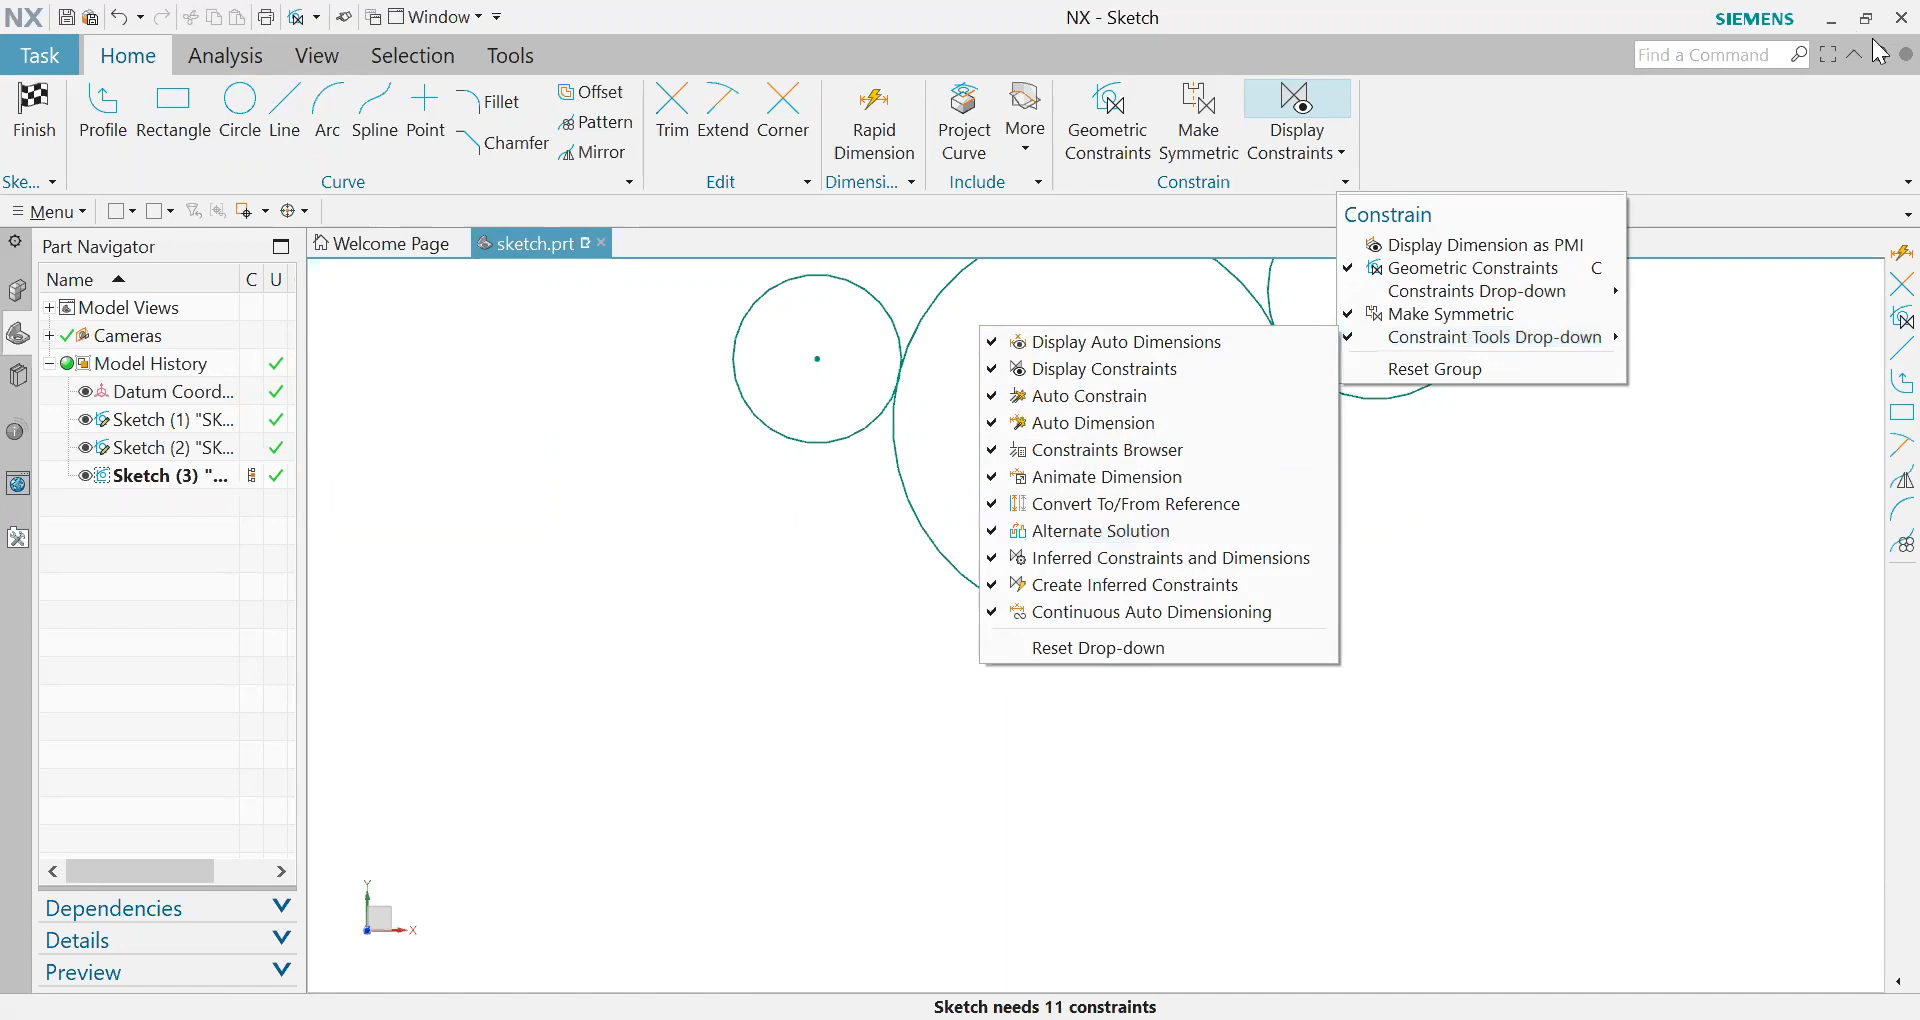 NX
Window
NX - Sketch
SIEMENS
Task
Home
Analysis
View
Selection
Tools
Find a Command
Finish
Profile
Rectangle
Circle
Line
Arc
Spline
Point
Fillet
Chamfer
Offset
Pattern
Mirror
Trim
Extend
Corner
Rapid
Dimension
Project
Curve
More
Geometric
Constraints
Make
Symmetric
Display
Constraints
Ske...
Curve
Edit
Dimensi...
Include
Constrain
Menu
Part Navigator
Welcome Page
sketch.prt
Name
C
U
Model Views
Cameras
Model History
Datum Coord...
Sketch (1) "SK...
Sketch (2) "SK...
Sketch (3) "...
Constrain
Display Dimension as PMI
Geometric Constraints C
Constraints Drop-down
Make Symmetric
Constraint Tools Drop-down
Reset Group
Display Auto Dimensions
Display Constraints
Auto Constrain
Auto Dimension
Constraints Browser
Animate Dimension
Convert To/From Reference
Alternate Solution
Inferred Constraints and Dimensions
Create Inferred Constraints
Continuous Auto Dimensioning
Reset Drop-down
Y
X
Dependencies
Details
Preview
Sketch needs 11 constraints